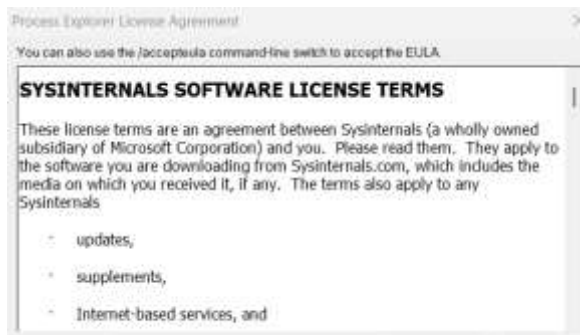 Process Explorer License Agreement
You can also use the /accepteula command-line switch to accept the EULA
SYSINTERNALS SOFTWARE LICENSE TERMS
These license terms are an agreement between Sysinternals (a wholly owned
subsidiary of Microsoft Corporation) and you. Please read them. They apply to
the software you are downloading from Sysinternals.com, which includes the
media on which you received it, if any. The terms also apply to any
Sysinternals
· updates,
· supplements,
· Internet-based services, and